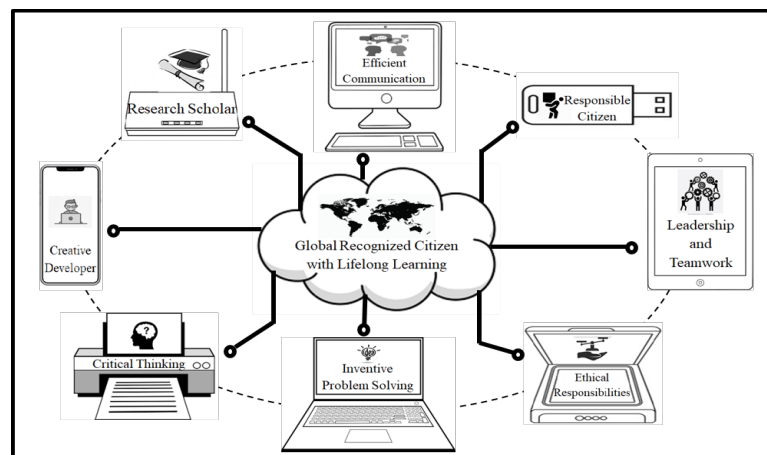 Research Scholar
Efficient
Communication
Responsible
Citizen
Creative
Developer
Global Recognized Citizen
with Lifelong Learning
Leadership
and
Teamwork
?
Critical Thinking
Inventive
Problem Solving
Ethical
Responsibilities